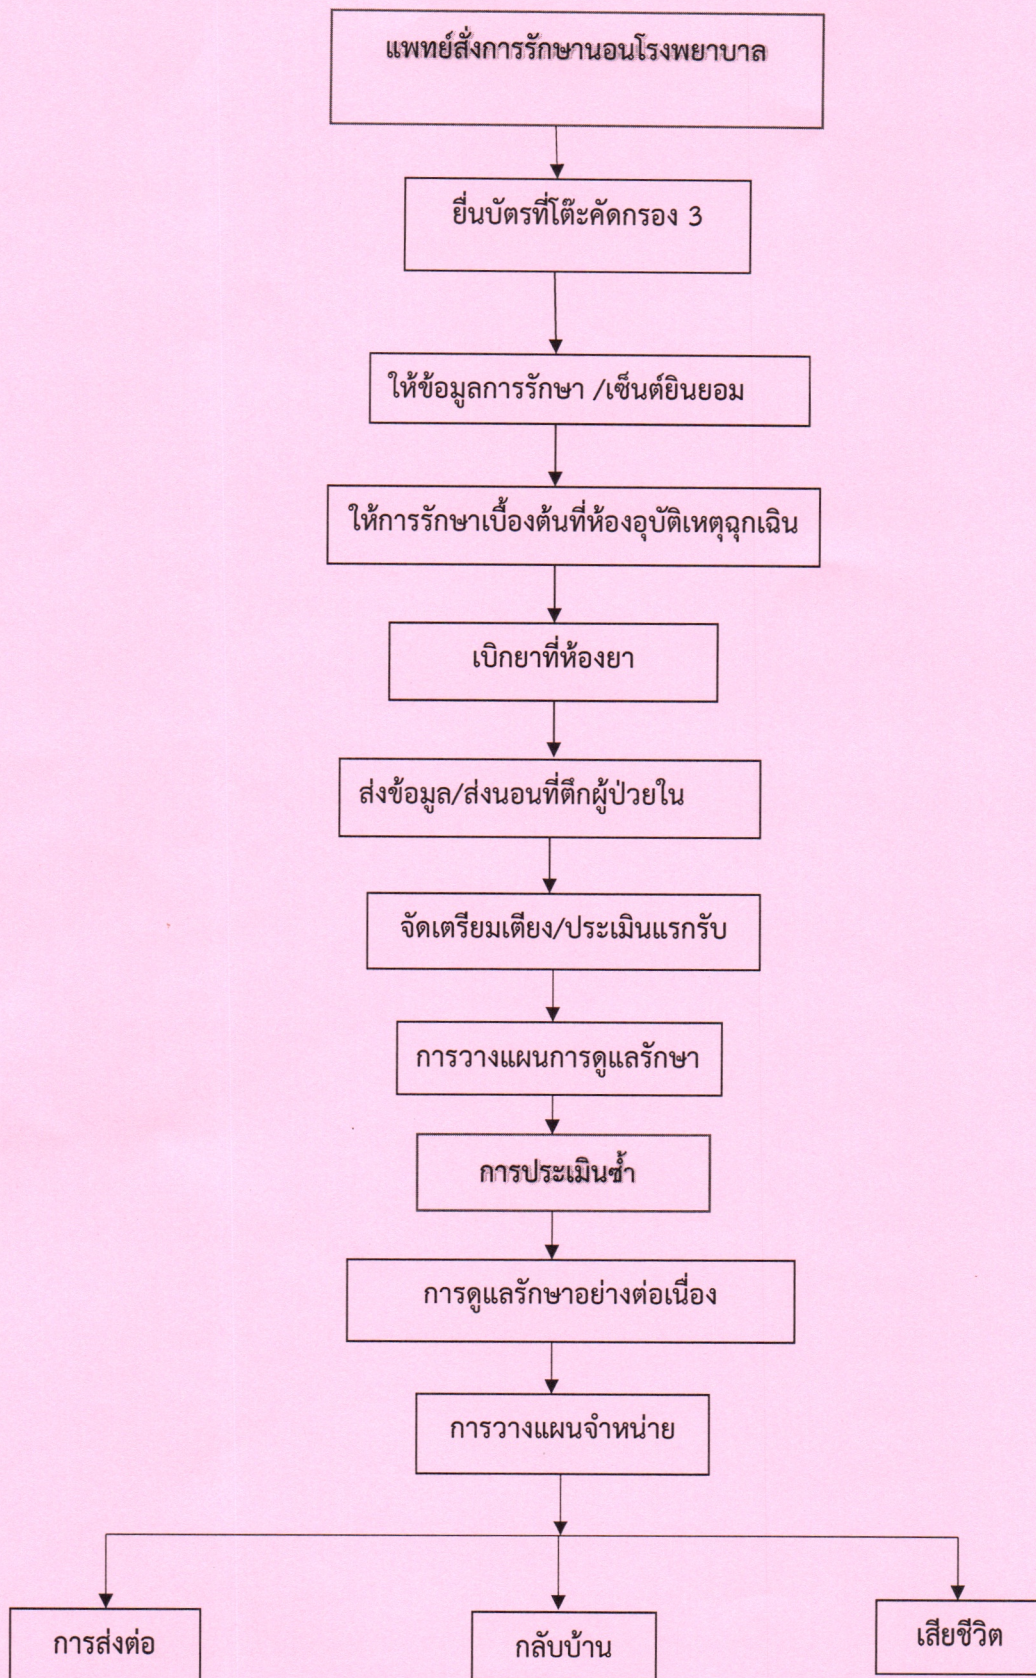 แพทย์สั่งการรักษานอนโรงพยาบาล
ยื่นบัตรที่โต๊ะคัดกรอง 3
ให้ข้อมูลการรักษา /เซ็นต์ยินยอม
ให้การรักษาเบื้องต้นที่ห้องอุบัติเหตุฉุกเฉิน
เบิกยาที่ห้องยา
ส่งข้อมูล/ส่งนอนที่ตึกผู้ป่วยใน
จัดเตรียมเตียง/ประเมินแรกรับ
การวางแผนการดูแลรักษา
การประเมินซ้ำ
การดูแลรักษาอย่างต่อเนื่อง
การวางแผนจำหน่าย
การส่งต่อ
กลับบ้าน
เสียชีวิต